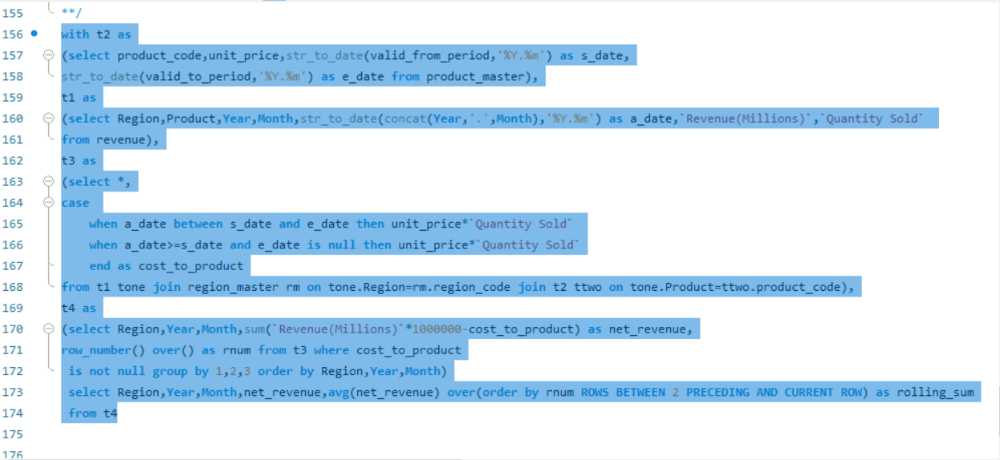 155 **/
156 with t2 as
157 (select product_code,unit_price,str_to_date(valid_from_period,'%Y.%m') as s_date,
158 str_to_date(valid_to_period,'%Y.%m') as e_date from product_master),
159 t1 as
160 (select Region,Product,Year,Month,str_to_date(concat(Year,'.',Month),'%Y.%m') as a_date,`Revenue(Millions)`,`Quantity Sold`
161 from revenue),
162 t3 as
163 (select *,
164 case
165 when a_date between s_date and e_date then unit_price*`Quantity Sold`
166 when a_date>=s_date and e_date is null then unit_price*`Quantity Sold`
167 end as cost_to_product
168 from t1 tone join region_master rm on tone.Region=rm.region_code join t2 ttwo on tone.Product=ttwo.product_code),
169 t4 as
170 (select Region,Year,Month,sum(`Revenue(Millions)`*1000000-cost_to_product) as net_revenue,
171 row_number() over() as rnum from t3 where cost_to_product
172 is not null group by 1,2,3 order by Region,Year,Month)
173 select Region,Year,Month,net_revenue,avg(net_revenue) over(order by rnum ROWS BETWEEN 2 PRECEDING AND CURRENT ROW) as rolling_sum
174 from t4
175
176